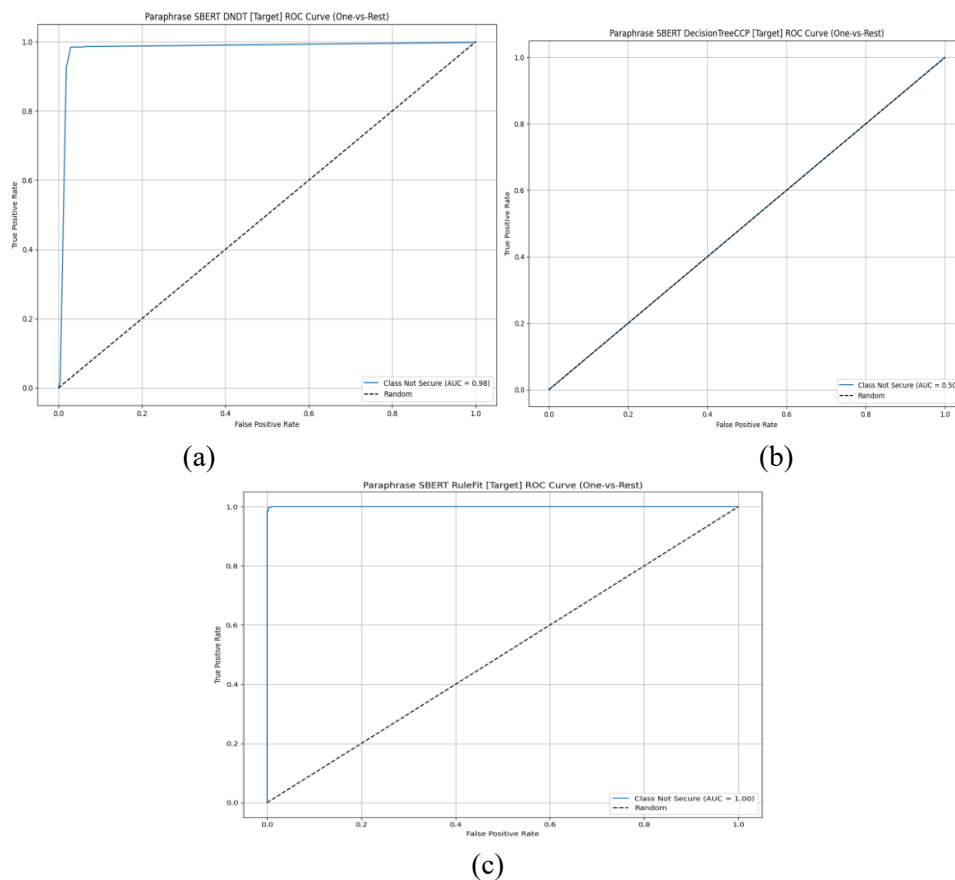 Paraphrase SBERT DNDT [Target] ROC Curve (One-vs-Rest)
1.0
0.8
0.6
0.4
0.2
0.0
True Positive Rate
0.0 0.2 0.4 0.6 0.8 1.0
False Positive Rate
Class Not Secure (AUC = 0.98)
Random
(a)
Paraphrase SBERT DecisionTreeCCP [Target] ROC Curve (One-vs-Rest)
1.0
0.8
0.6
0.4
0.2
0.0
True Positive Rate
0.0 0.2 0.4 0.6 0.8 1.0
False Positive Rate
Class Not Secure (AUC = 0.50
Random
(b)
Paraphrase SBERT RuleFit [Target] ROC Curve (One-vs-Rest)
1.0
0.8
0.6
0.4
0.2
0.0
True Positive Rate
0.0 0.2 0.4 0.6 0.8 1.0
False Positive Rate
Class Not Secure (AUC = 1.00)
Random
(c)